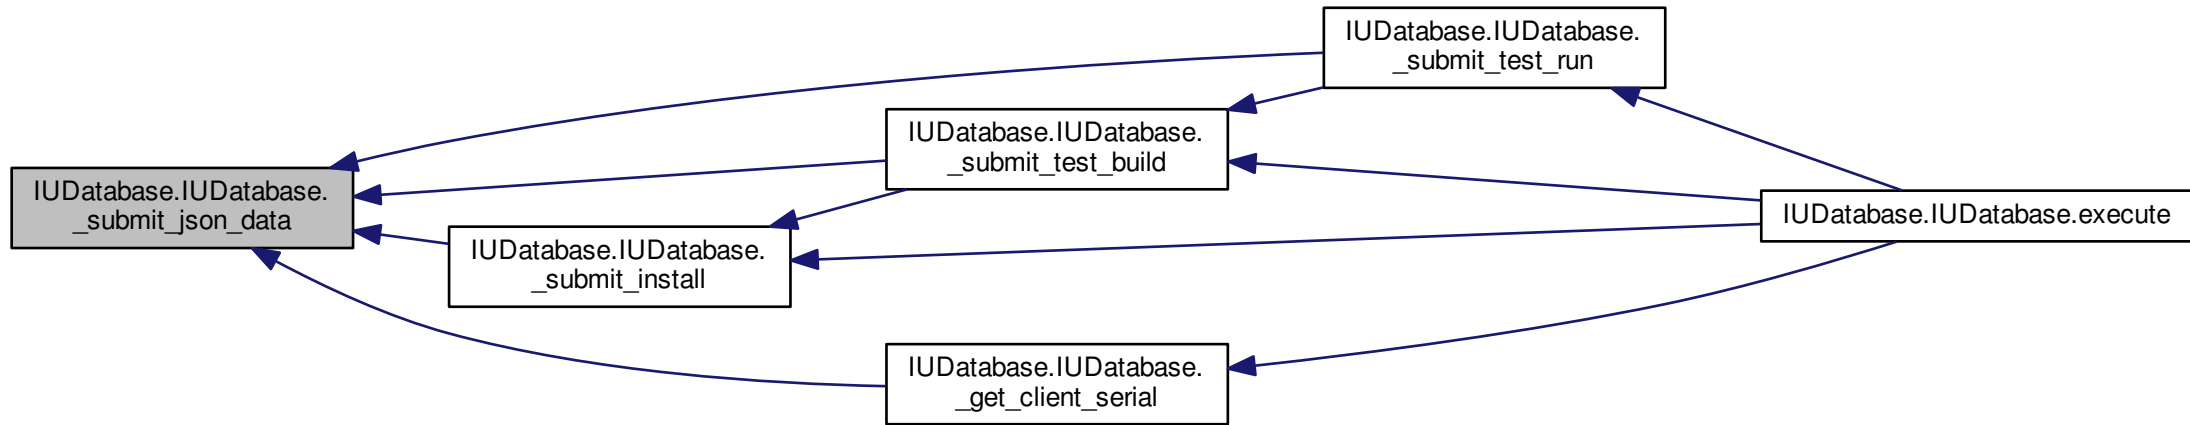 IUDatabase.IUDatabase.
_submit_test_run
IUDatabase.IUDatabase.
_submit_test_build
IUDatabase.IUDatabase.
_submit_json_data
IUDatabase.IUDatabase.execute
IUDatabase.IUDatabase.
_submit_install
IUDatabase.IUDatabase.
_get_client_serial